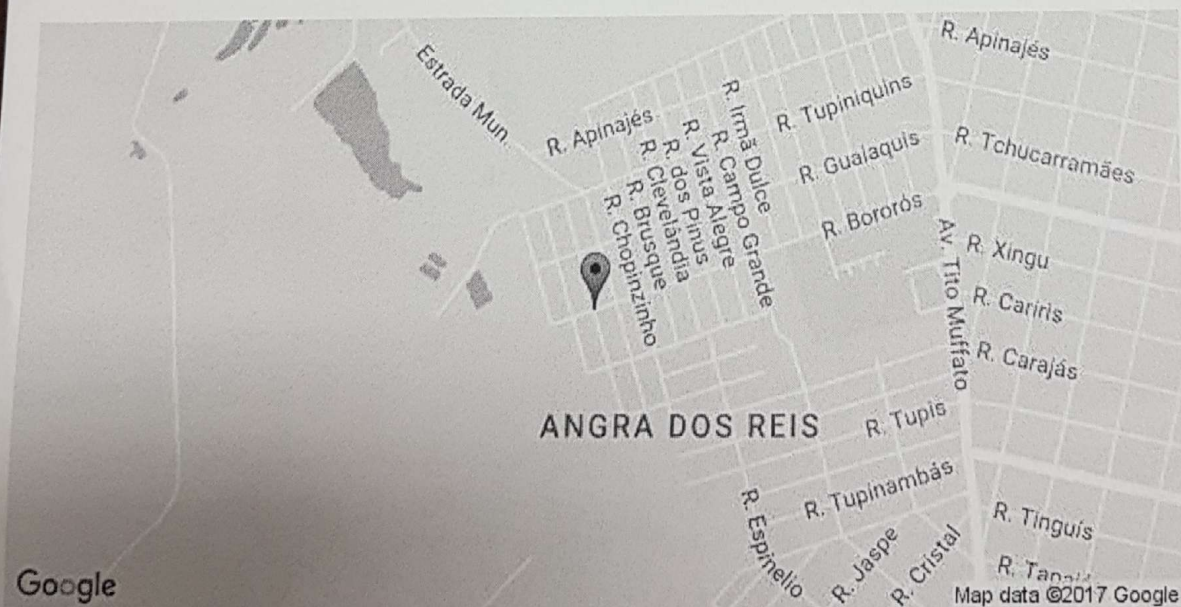 R. Apinajés
Estrada Mun.
R. Apinajés
R. Irmã Dulce
R. Tupiniquins
R. Campo Grande
R. Vista Alegre
R. dos Pinus
R. Clevelândia
R. Brusque
R. Chopinzinho
R. Guaiaquis
R. Tchucarramães
R. Bororós
Av. Tito Muffato
R. Xingu
R. Cariris
R. Carajás
ANGRA DOS REIS
R. Tupis
R. Tupinambás
R. Espinelio
R. Jaspe
R. Cristal
R. Tinguís
R.
Google
Map data ©2017 Google